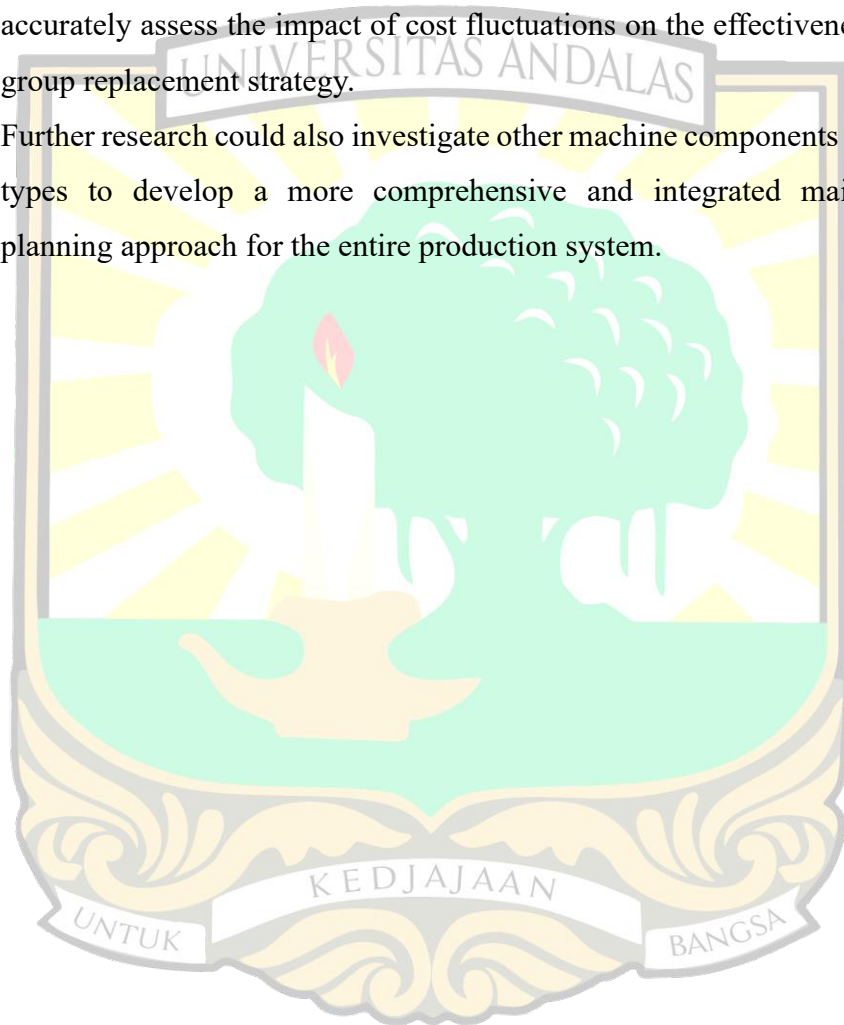 accurately assess the impact of cost fluctuations on the
UNIVERSITAS ANDALAS
group replacement strategy.
Further research could also investigate other machine components
types to develop a more comprehensive and integrated
planning approach for the entire production system.
KEDJAJAAN
UNTUK
BANGSA